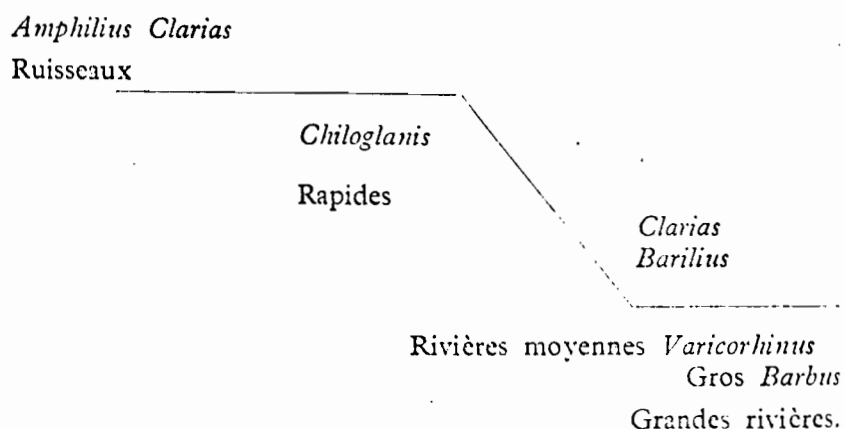 Amphilius Clarias
Ruisseaux
Chiloglanis
Rapides
Clarias
Barilius
Rivières moyennes Varicorhinus
Gros Barbus
Grandes rivières.